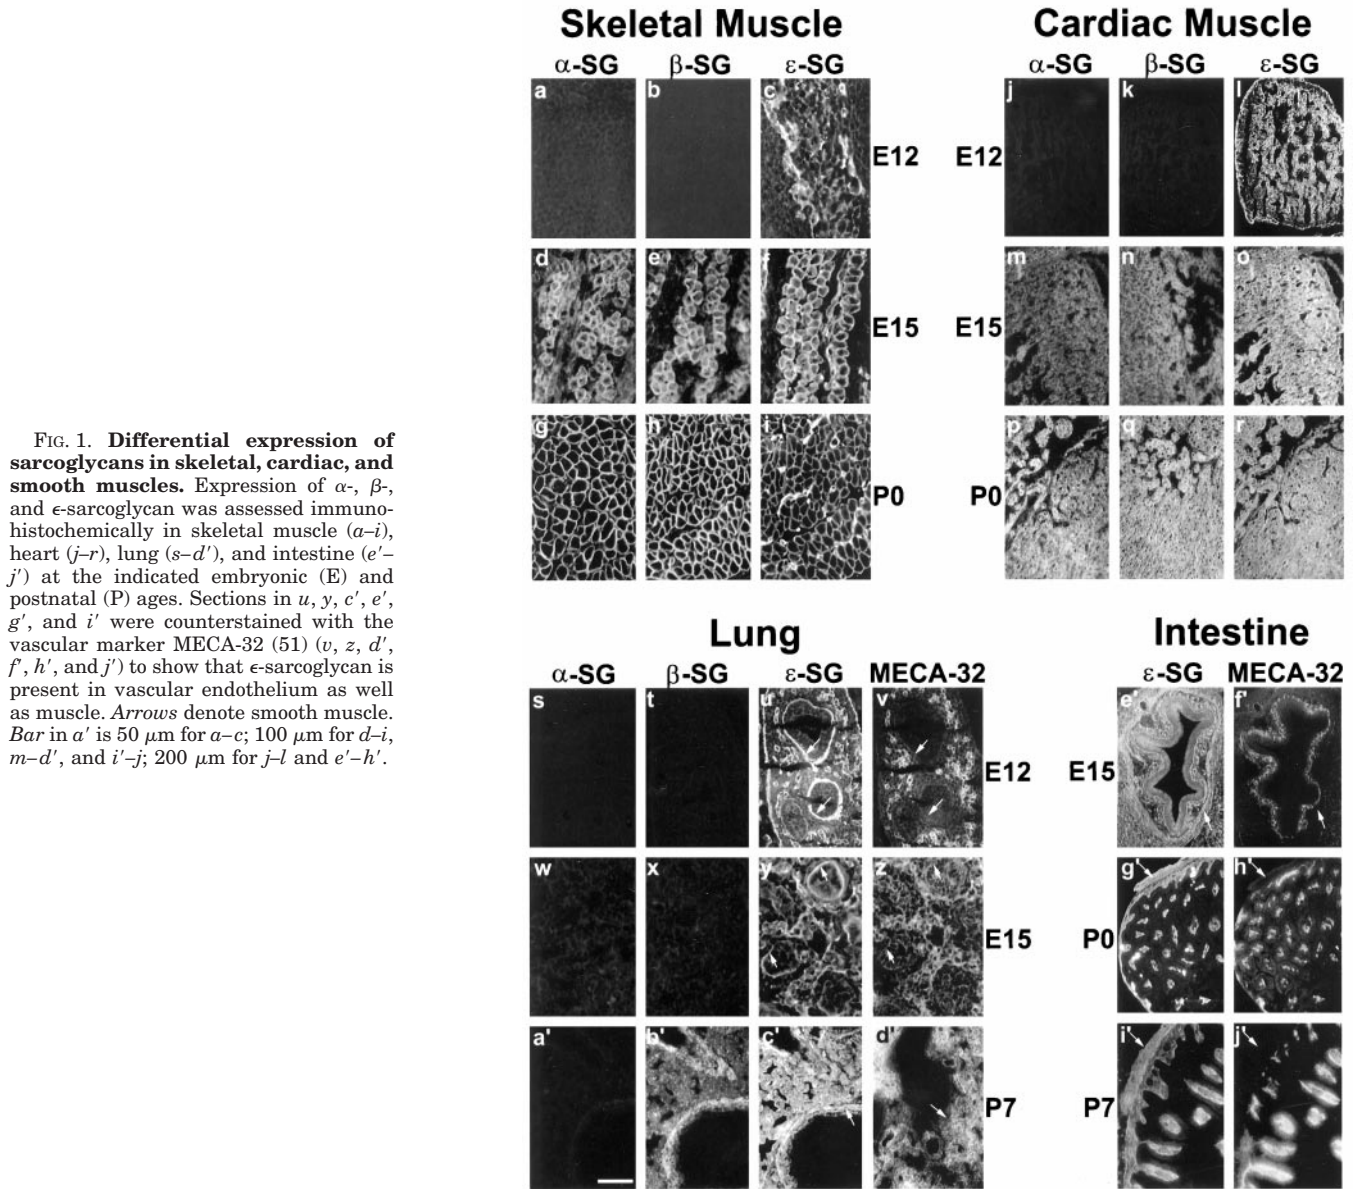 FIG. 1. Differential expression of
sarcoglycans in skeletal, cardiac, and
smooth muscles. Expression of α-, β-,
and ϵ-sarcoglycan was assessed immuno-
histochemically in skeletal muscle (a–i),
heart (j–r), lung (s–d′), and intestine (e′–
j′) at the indicated embryonic (E) and
postnatal (P) ages. Sections in u, y, c′, e′,
g′, and i′ were counterstained with the
vascular marker MECA-32 (51) (v, z, d′,
f′, h′, and j′) to show that ϵ-sarcoglycan is
present in vascular endothelium as well
as muscle. Arrows denote smooth muscle.
Bar in a′ is 50 μm for a–c; 100 μm for d–i,
m–d′, and i′–j; 200 μm for j–l and e′–h′.
Skeletal Muscle
α-SG β-SG ε-SG
a b c
E12
d e f
E15
g h i
P0
Cardiac Muscle
α-SG β-SG ε-SG
E12
j k l
E15
m n o
P0
p q r
Lung
α-SG β-SG ε-SG MECA-32
s t u v
E12
w x y z
E15
a' b' c' d'
P7
Intestine
ε-SG MECA-32
E15
e' f'
P0
g' h'
P7
i' j'